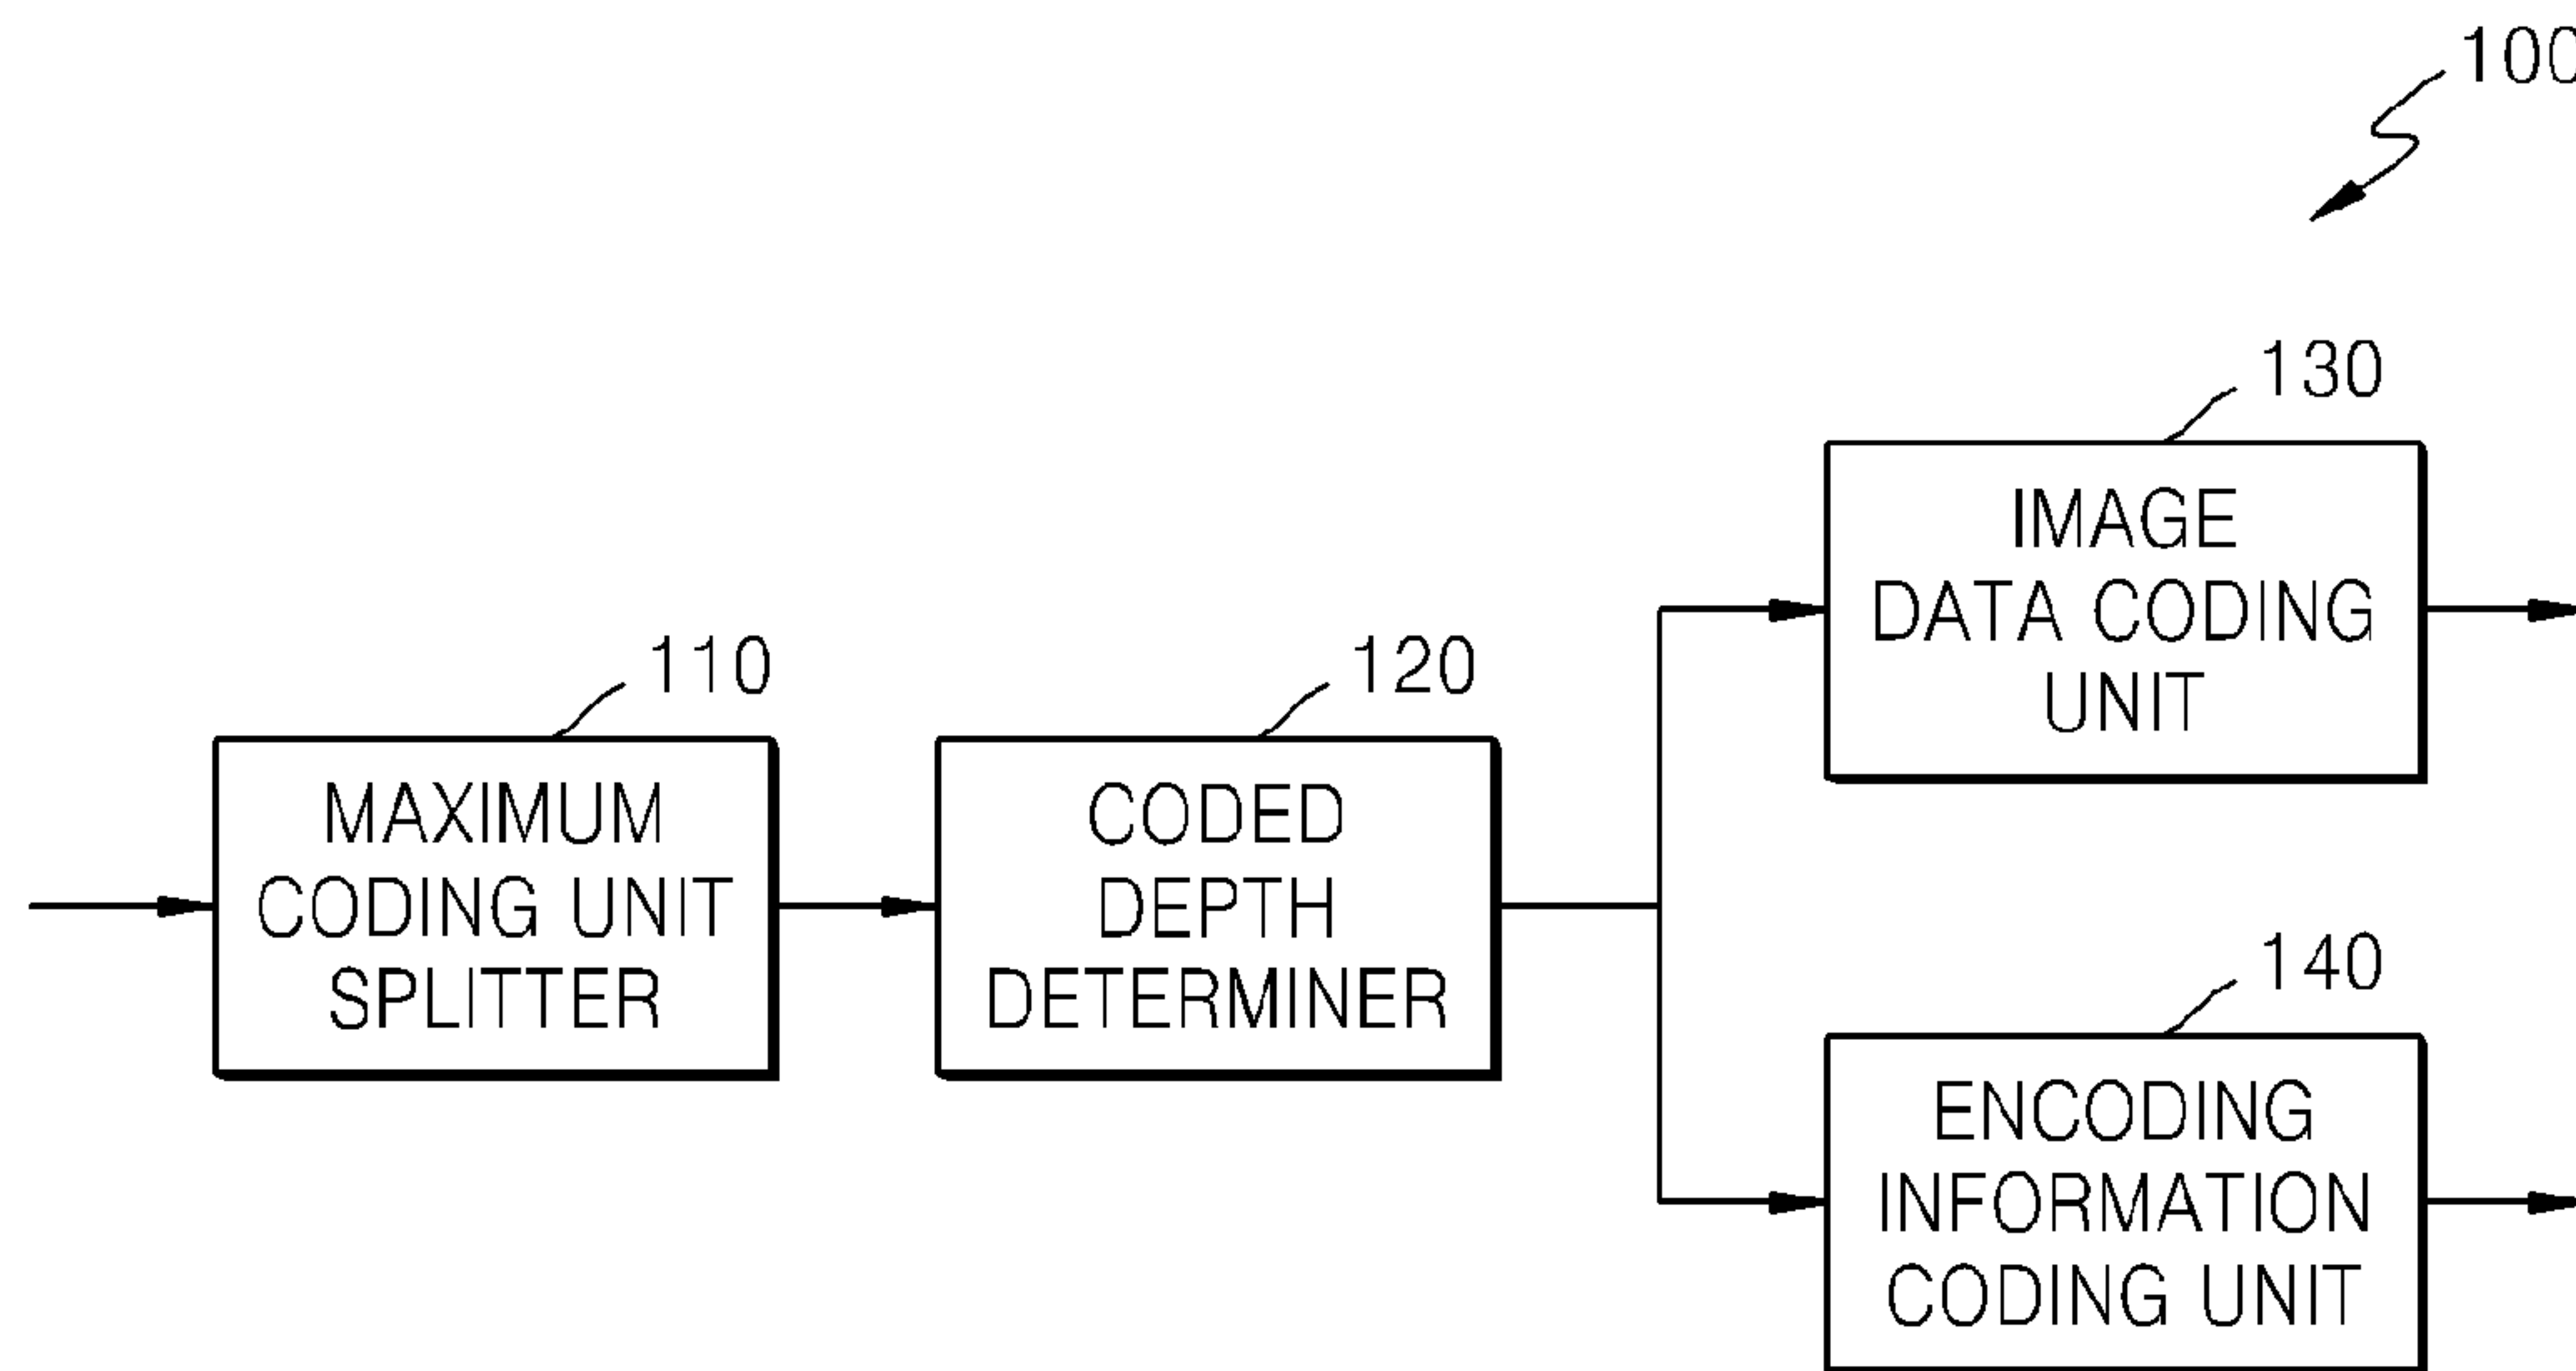 100
130
IMAGE
DATA CODING
UNIT
110
MAXIMUM
CODING UNIT
SPLITTER
120
CODED
DEPTH
DETERMINER
140
ENCODING
INFORMATION
CODING UNIT